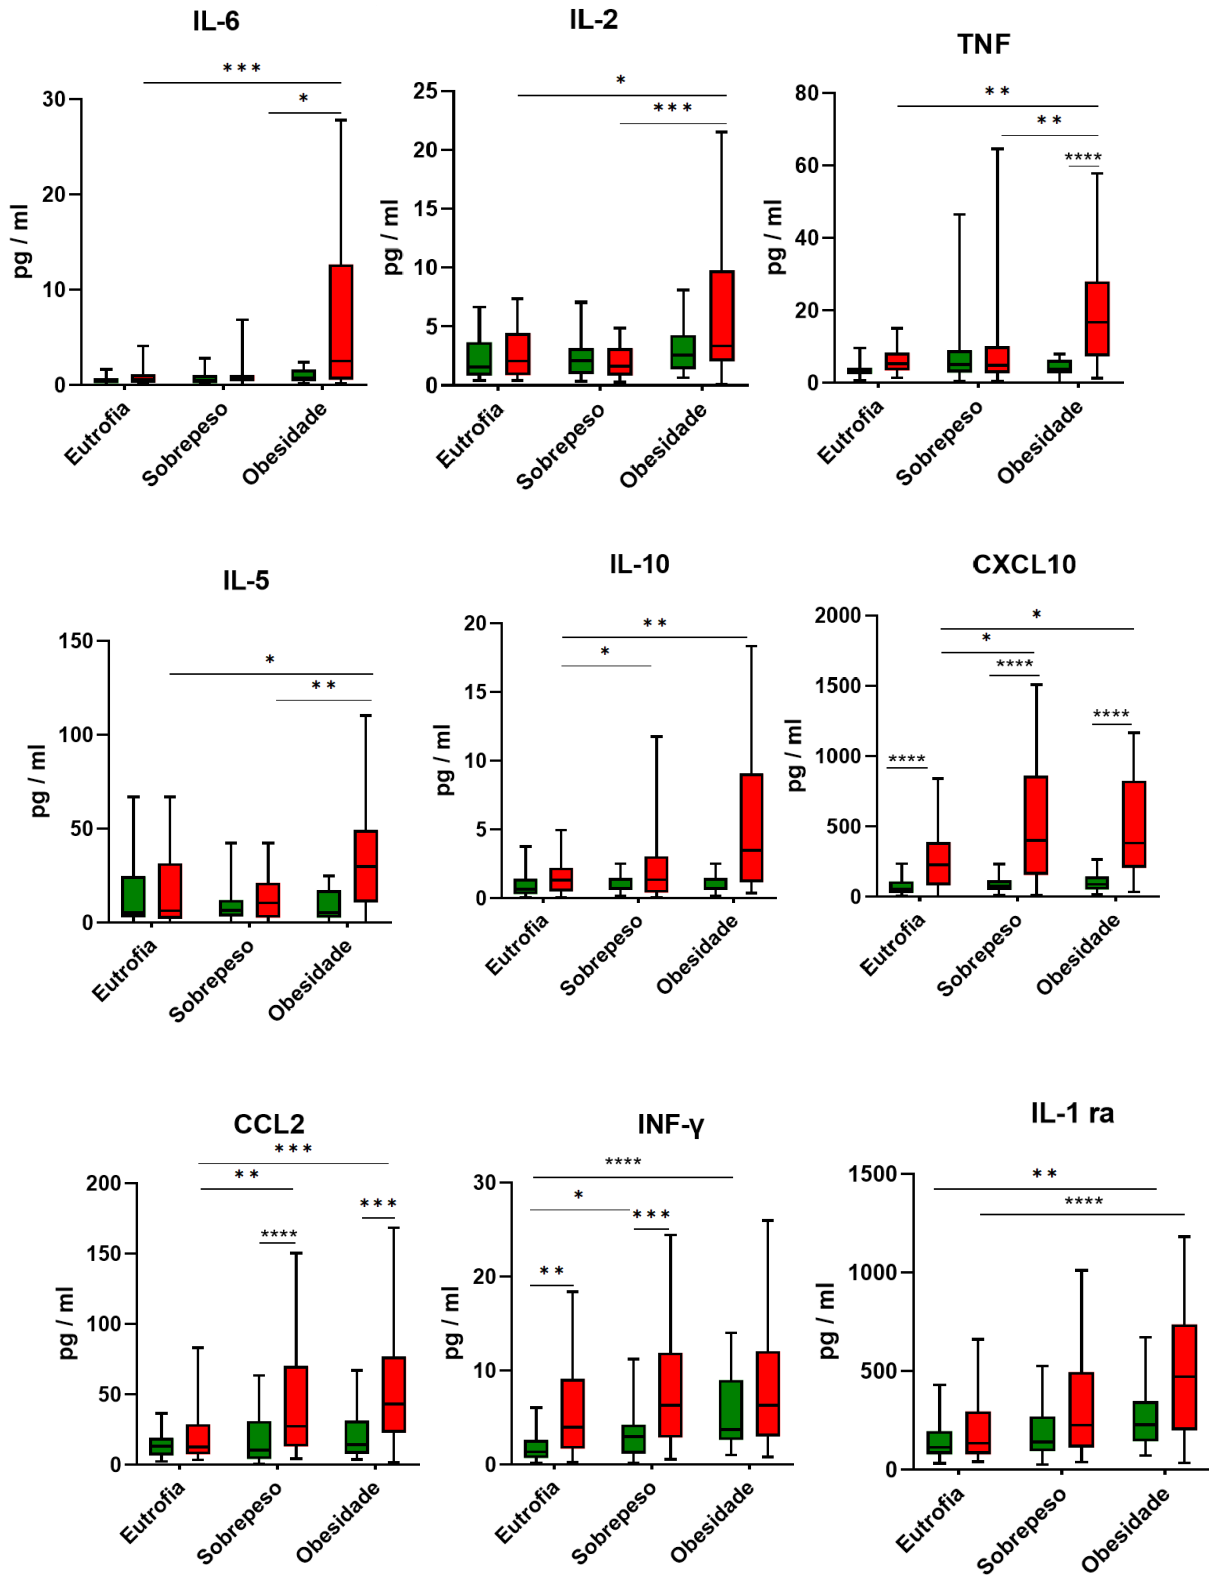 IL-6
***
*
30
20
10
0
pg / ml
Eutrofia
Sobrepeso
Obesidade
IL-2
*
***
25
20
15
10
5
0
pg / ml
Eutrofia
Sobrepeso
Obesidade
TNF
**
**
****
80
60
40
20
0
pg / ml
Eutrofia
Sobrepeso
Obesidade
IL-5
*
**
150
100
50
0
pg / ml
Eutrofia
Sobrepeso
Obesidade
IL-10
**
*
20
15
10
5
0
pg / ml
Eutrofia
Sobrepeso
Obesidade
CXCL10
*
*
****
****
****
2000
1500
1000
500
0
pg / ml
Eutrofia
Sobrepeso
Obesidade
CCL2
***
**
***
****
200
150
100
50
0
pg / ml
Eutrofia
Sobrepeso
Obesidade
INF-γ
****
*
***
**
30
20
10
0
pg / ml
Eutrofia
Sobrepeso
Obesidade
IL-1 ra
**
****
1500
1000
500
0
pg / ml
Eutrofia
Sobrepeso
Obesidade